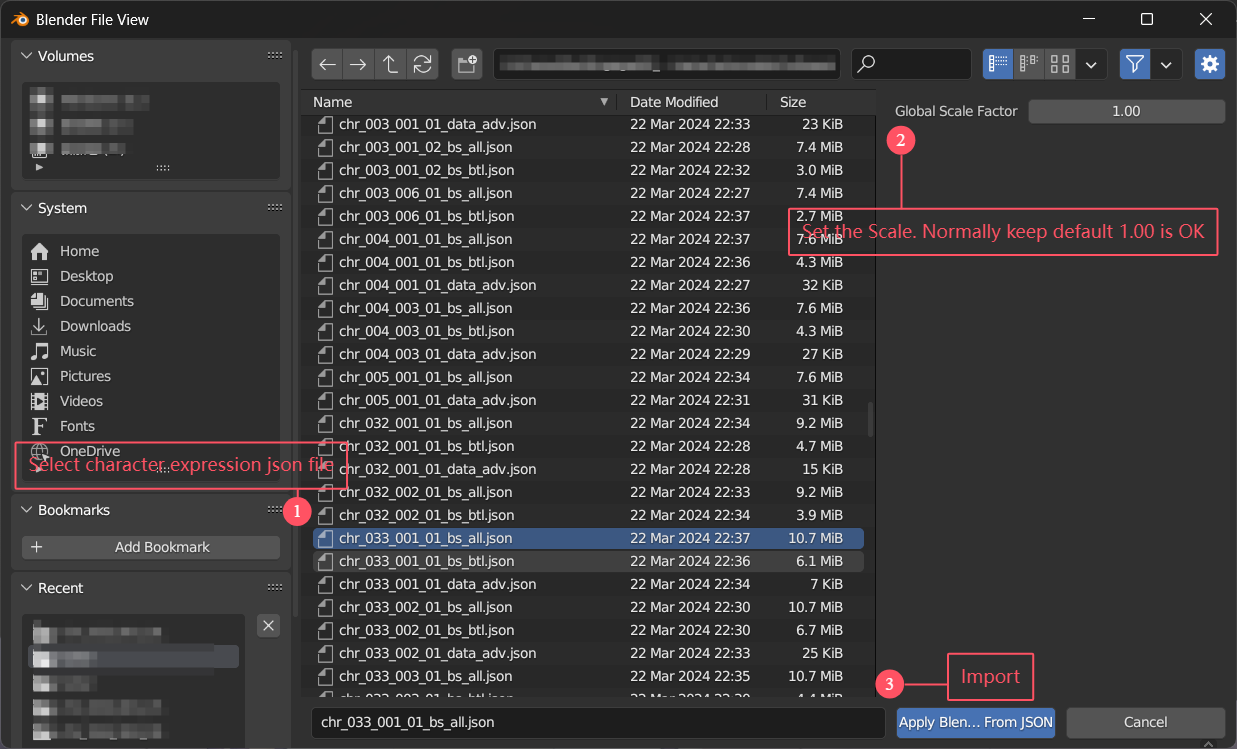 Blender File View
Volumes
System
Home
Desktop
Documents
Downloads
Music
Pictures
Videos
Fonts
OneDrive
Select character expression json file
1
Bookmarks
Add Bookmark
Recent
Name Date Modified Size
chr_003_001_01_data_adv.json 22 Mar 2024 22:33 23 KiB
chr_003_001_02_bs_all.json 22 Mar 2024 22:28 7.4 MiB
chr_003_001_02_bs_btl.json 22 Mar 2024 22:32 3.0 MiB
chr_003_006_01_bs_all.json 22 Mar 2024 22:27 7.4 MiB
chr_003_006_01_bs_btl.json 22 Mar 2024 22:37 2.7 MiB
chr_004_001_01_bs_all.json 22 Mar 2024 22:37 7.6 MiB
chr_004_001_01_bs_btl.json 22 Mar 2024 22:36 4.3 MiB
chr_004_001_01_data_adv.json 22 Mar 2024 22:27 32 KiB
chr_004_003_01_bs_all.json 22 Mar 2024 22:36 7.6 MiB
chr_004_003_01_bs_btl.json 22 Mar 2024 22:30 4.3 MiB
chr_004_003_01_data_adv.json 22 Mar 2024 22:29 27 KiB
chr_005_001_01_bs_all.json 22 Mar 2024 22:34 7.6 MiB
chr_005_001_01_data_adv.json 22 Mar 2024 22:31 31 KiB
chr_032_001_01_bs_all.json 22 Mar 2024 22:34 9.2 MiB
chr_032_001_01_bs_btl.json 22 Mar 2024 22:28 4.7 MiB
chr_032_001_01_data_adv.json 22 Mar 2024 22:28 15 KiB
chr_032_002_01_bs_all.json 22 Mar 2024 22:33 9.2 MiB
chr_032_002_01_bs_btl.json 22 Mar 2024 22:34 3.9 MiB
chr_033_001_01_bs_all.json 22 Mar 2024 22:37 10.7 MiB
chr_033_001_01_bs_btl.json 22 Mar 2024 22:36 6.1 MiB
chr_033_001_01_data_adv.json 22 Mar 2024 22:34 7 KiB
chr_033_002_01_bs_all.json 22 Mar 2024 22:30 10.7 MiB
chr_033_002_01_bs_btl.json 22 Mar 2024 22:30 6.7 MiB
chr_033_002_01_data_adv.json 22 Mar 2024 22:33 25 KiB
chr_033_003_01_bs_all.json 22 Mar 2024 22:35 10.7 MiB
Global Scale Factor 1.00
2
Set the Scale. Normally keep default 1.00 is OK
3
Import
chr_033_001_01_bs_all.json
Apply Blen... From JSON
Cancel